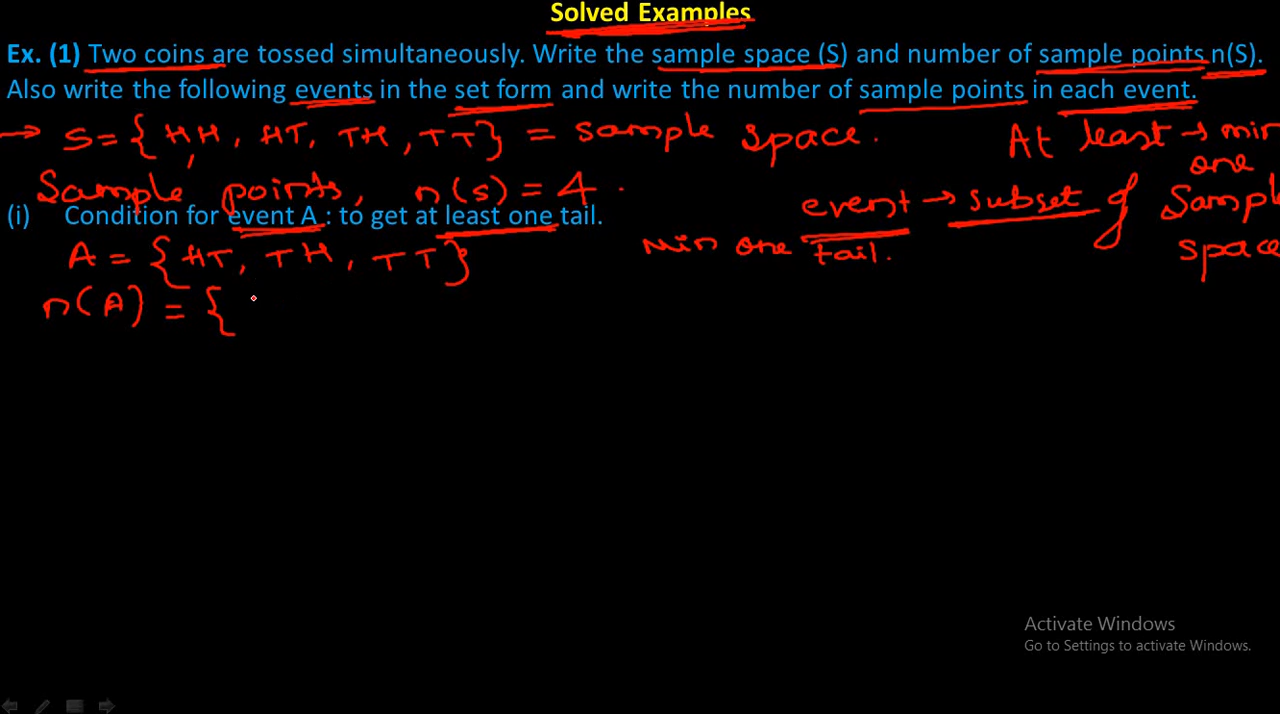 Solved Examples
Ex. (1) Two coins are tossed simultaneously. Write the sample space (S) and number of sample points n(S).
Also write the following events in the set form and write the number of sample points in each event.
→ S = { HH, HT, TH, TT } = sample space.
At least → min
one
Sample points, n(s) = 4.
event → subset of Sample
space
(i) Condition for event A : to get at least one tail.
min one tail.
A = { HT, TH, TT }
n(A) = {
Activate Windows
Go to Settings to activate Windows.